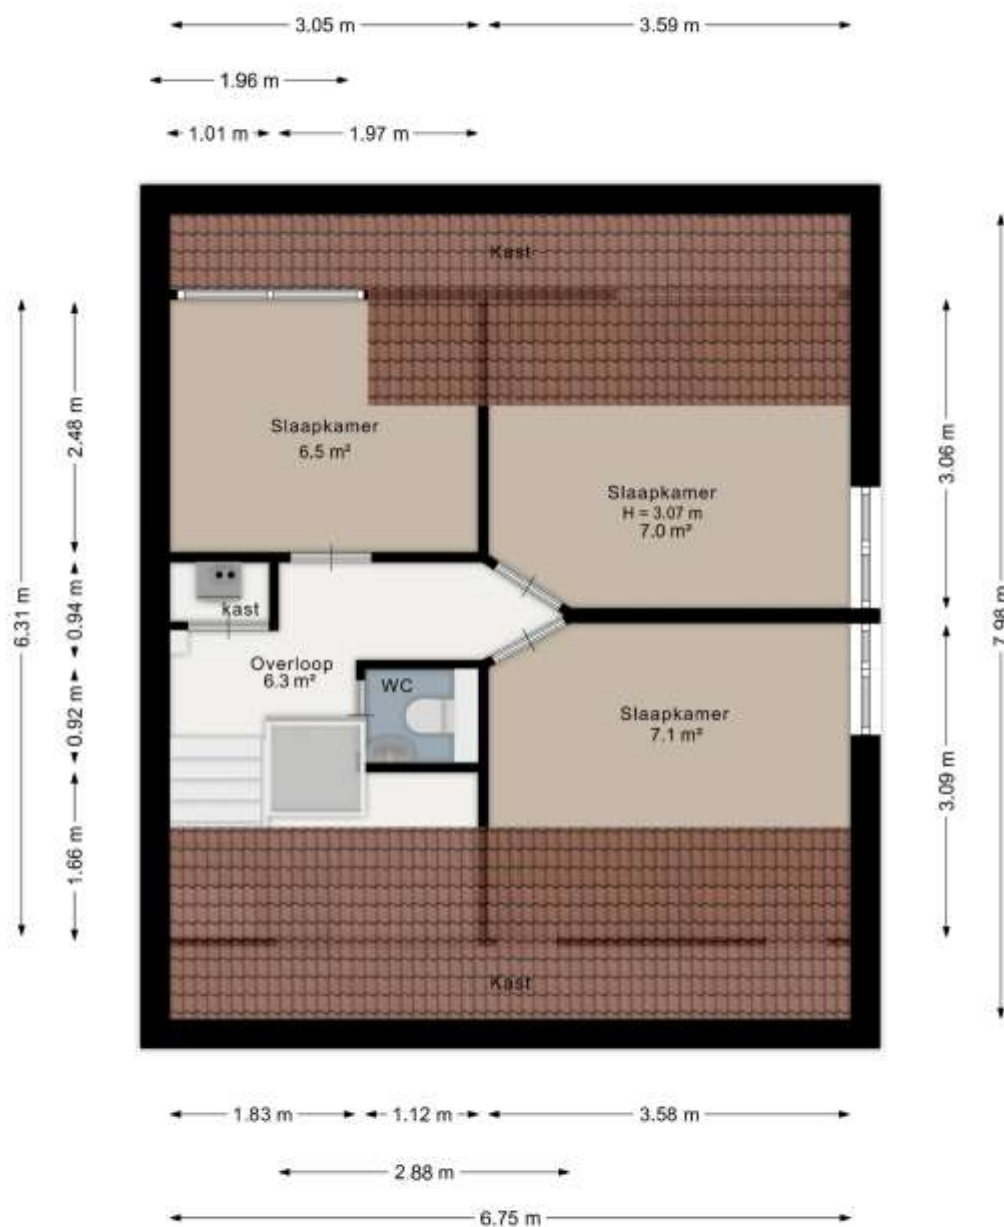 3.05 m
3.59 m
1.96 m
1.01 m
1.97 m
Kast
Slaapkamer
6.5 m²
Slaapkamer
H = 3.07 m
7.0 m²
kast
Overloop
6.3 m²
WC
Slaapkamer
7.1 m²
Kast
6.31 m
2.48 m
0.94 m
0.92 m
1.66 m
3.06 m
3.09 m
7.98 m
1.83 m
1.12 m
3.58 m
2.88 m
6.75 m